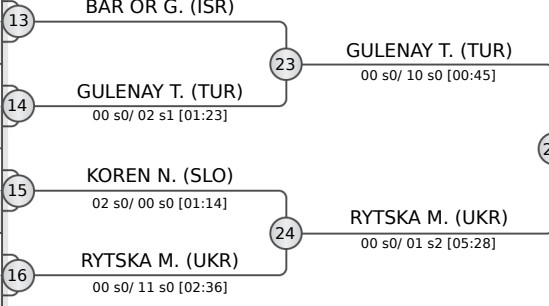 BAR OR G. (ISR)
13
GULENAY T. (TUR)
23
00 s0/ 10 s0 [00:45]
GULENAY T. (TUR)
14
00 s0/ 02 s1 [01:23]
KOREN N. (SLO)
15
02 s0/ 00 s0 [01:14]
RYTSKA M. (UKR)
24
00 s0/ 01 s2 [05:28]
RYTSKA M. (UKR)
16
00 s0/ 11 s0 [02:36]